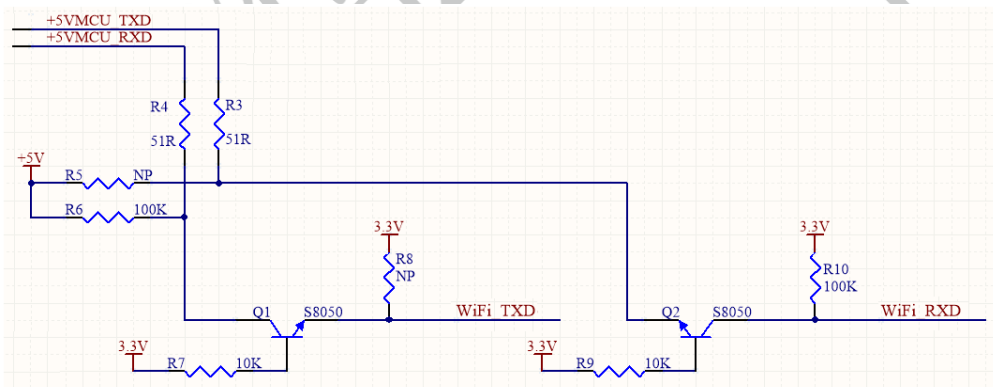 +5VMCU_TXD
+5VMCU_RXD
R4
R3
51R
51R
+5V
R5
NP
R6
100K
3.3V
3.3V
R8
NP
R10
100K
Q1
S8050
WiFi_TXD
Q2
S8050
WiFi_RXD
3.3V
R7
10K
3.3V
R9
10K